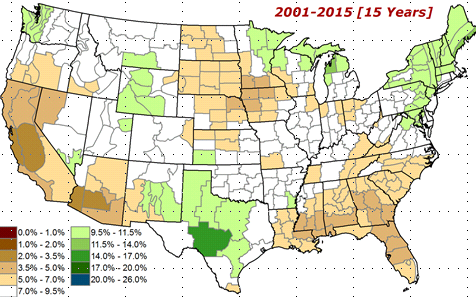 2001-2015 [15 Years]
0.0% - 1.0% 9.5% - 11.5%
1.0% - 2.0% 11.5% - 14.0%
2.0% - 3.5% 14.0% - 17.0%
3.5% - 5.0% 17.0% - 20.0%
5.0% - 7.0% 20.0% - 26.0%
7.0% - 9.5%